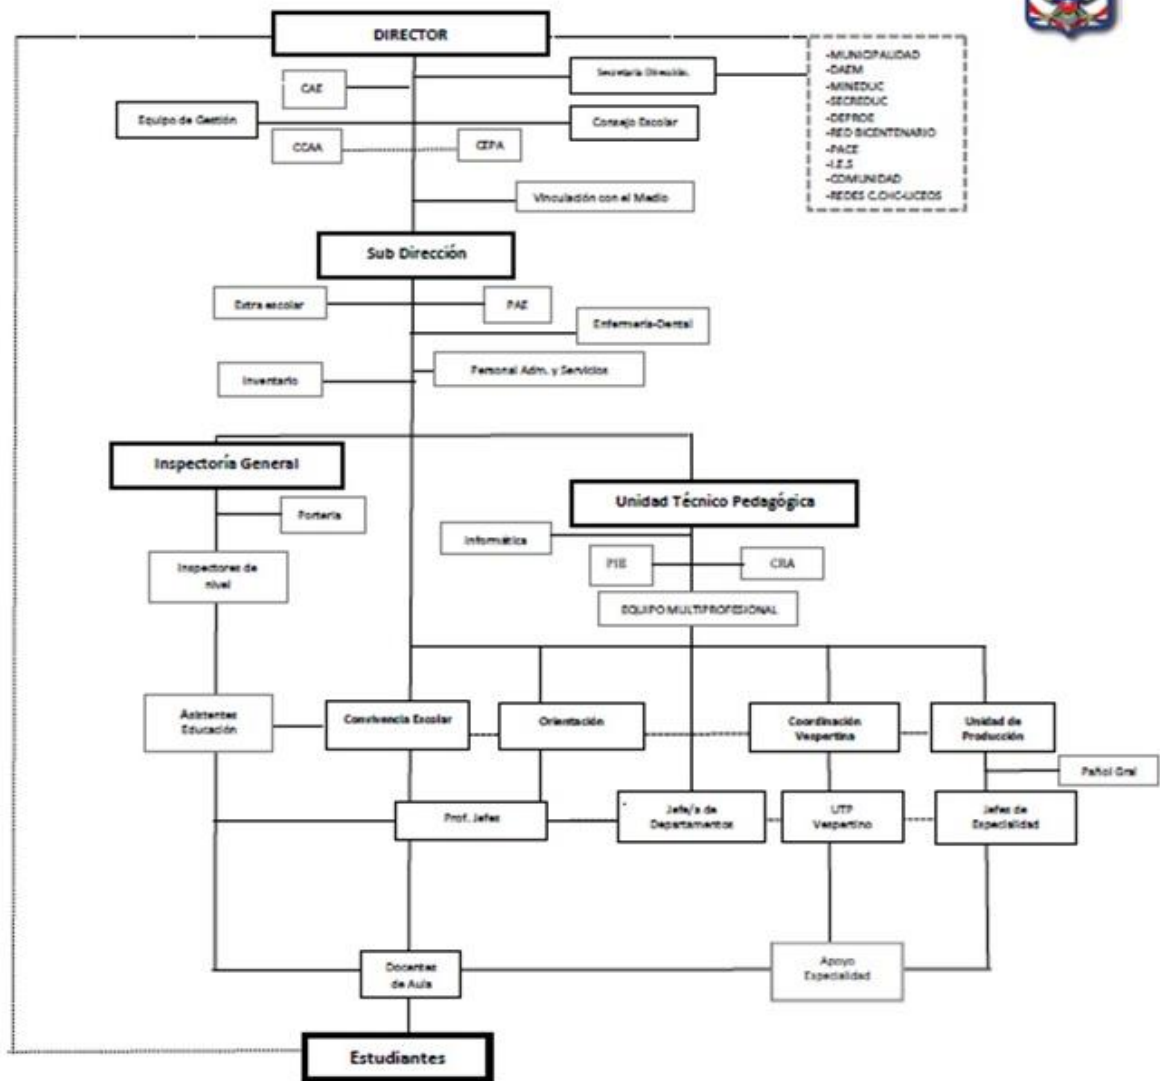 DIRECTOR
-MUNICIPALIDAD
-DAEM
-MINEDUC
-SECREDUC
-DEPROE
-RED BICENTENARIO
-PACE
-I.E.S
-COMUNIDAD
-REDES C.CHC-LICEOS
Secretaria Dirección.
CAE
Equipo de Gestión
Consejo Escolar
CCAA
CEPA
Vinculación con el Medio
Sub Dirección
Extra escolar
PAE
Enfermería-Dental
Personal Adm. y Servicios
Inventario
Inspectoría General
Unidad Técnico Pedagógica
Portería
Informática
Inspectores de
nivel
PIE
CRA
EQUIPO MULTIPROFESIONAL
Asistentes
Educación
Convivencia Escolar
Orientación
Coordinación
Vespertina
Unidad de
Producción
Pañol Gral
Prof. Jefes
Jefe/a de
Departamentos
UTP
Vespertino
Jefes de
Especialidad
Docentes
de Aula
Apoyo
Especialidad
Estudiantes